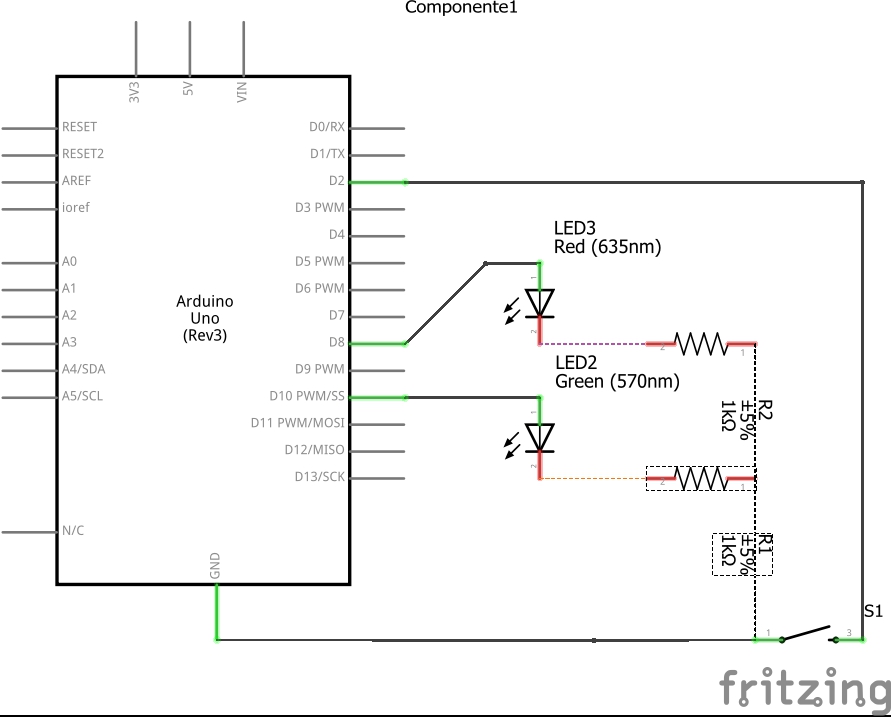 Componente1
3V3
5V
VIN
RESET
RESET2
AREF
ioref
A0
A1
A2
A3
A4/SDA
A5/SCL
N/C
Arduino
Uno
(Rev3)
D0/RX
D1/TX
D2
D3 PWM
D4
D5 PWM
D6 PWM
D7
D8
D9 PWM
D10 PWM/SS
D11 PWM/MOSI
D12/MISO
D13/SCK
GND
LED3
Red (635nm)
1
2
2
1
LED2
Green (570nm)
1
2
2
1
R2
±5%
1kΩ
R1
±5%
1kΩ
S1
1
3
fritzing